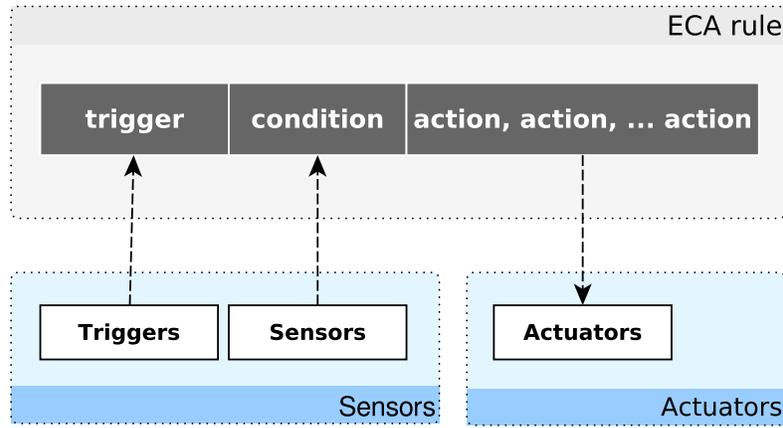 ECA rule
trigger condition action, action, ... action
Triggers Sensors Actuators
Sensors Actuators